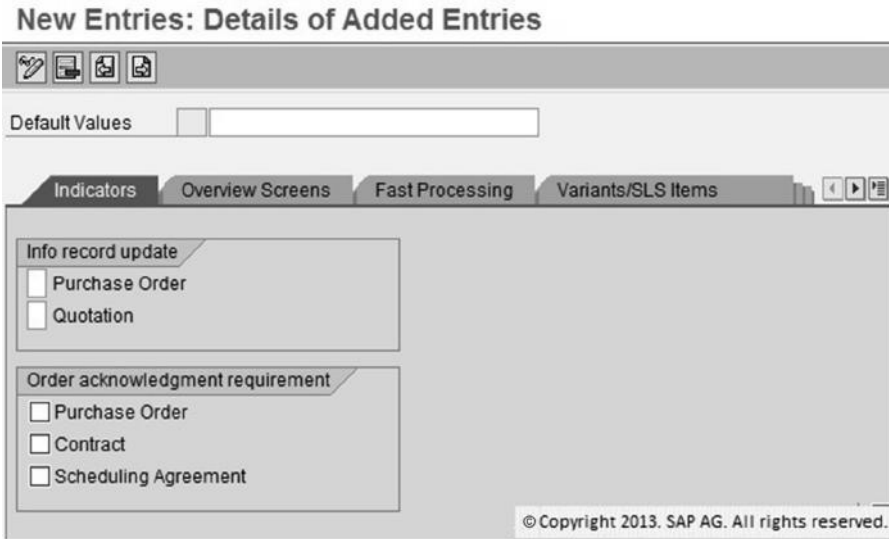 New Entries: Details of Added Entries
Default Values
Indicators Overview Screens Fast Processing Variants/SLS Items
Info record update
Purchase Order
Quotation
Order acknowledgment requirement
Purchase Order
Contract
Scheduling Agreement
© Copyright 2013. SAP AG. All rights reserved.